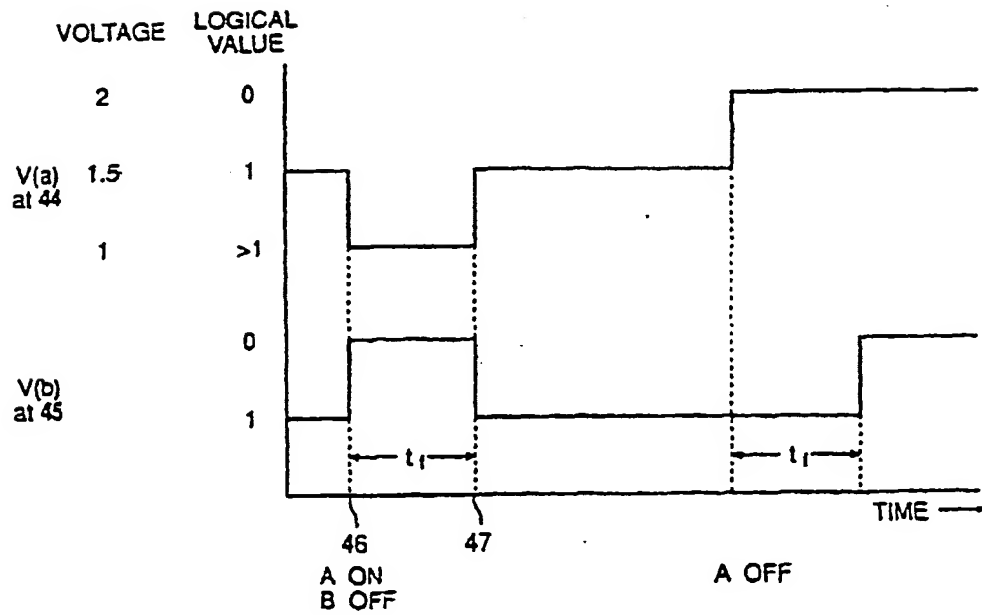 VOLTAGE
LOGICAL
VALUE
2
0
V(a)
at 44
1.5
1
1
>1
0
V(b)
at 45
1
t₁
t₁
TIME
46
47
A ON
B OFF
A OFF